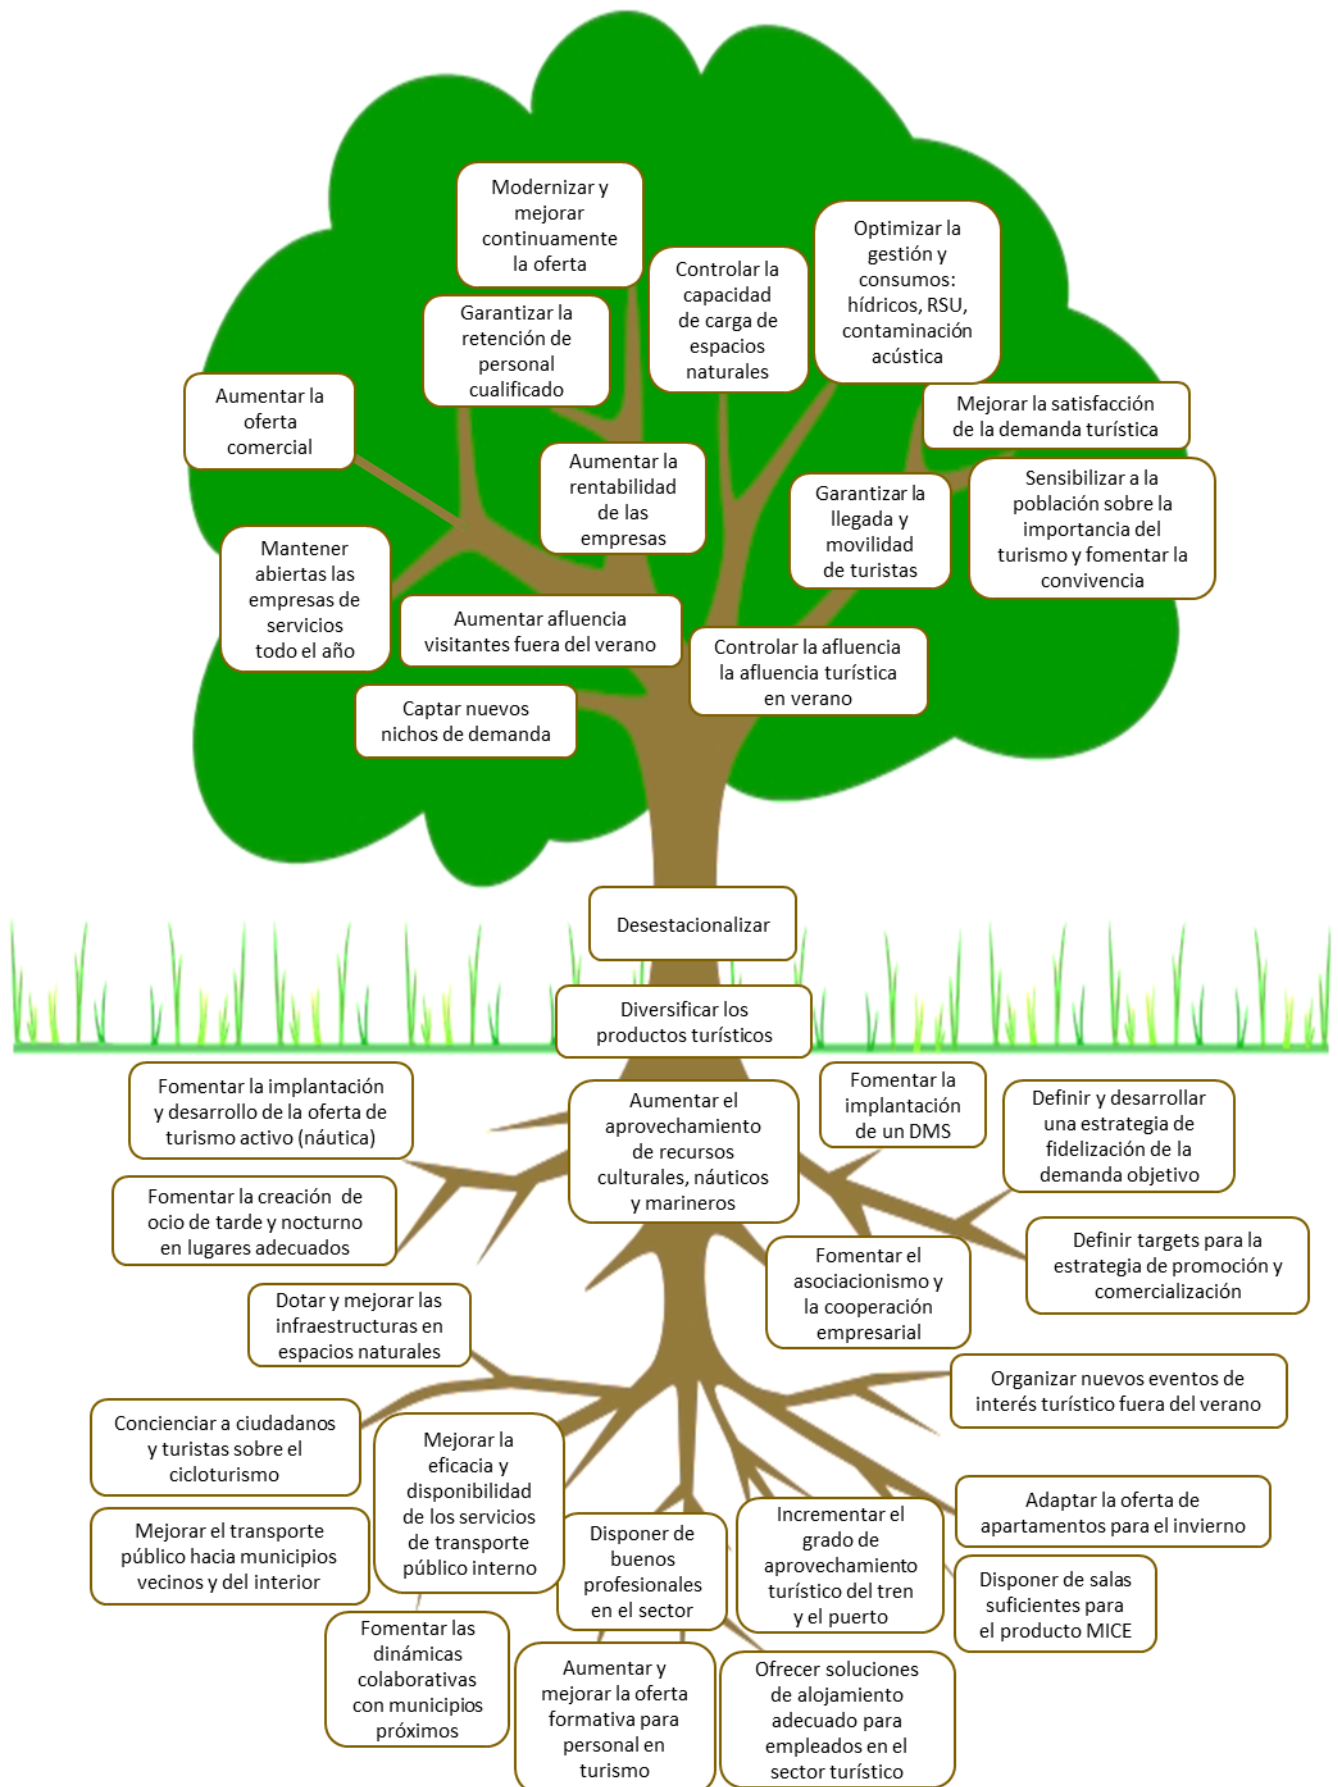 Modernizar y
mejorar
continuamente
la oferta
Optimizar la
gestión y
consumos:
hídricos, RSU,
contaminación
acústica
Controlar la
capacidad
de carga de
espacios
naturales
Garantizar la
retención de
personal
cualificado
Aumentar la
oferta
comercial
Mejorar la satisfacción
de la demanda turística
Aumentar la
rentabilidad
de las
empresas
Garantizar la
llegada y
movilidad
de turistas
Sensibilizar a la
población sobre la
importancia del
turismo y fomentar la
convivencia
Mantener
abiertas las
empresas de
servicios
todo el año
Aumentar afluencia
visitantes fuera del verano
Controlar la afluencia
la afluencia turística
en verano
Captar nuevos
nichos de demanda
Desestacionalizar
Diversificar los
productos turísticos
Fomentar la implantación
y desarrollo de la oferta de
turismo activo (náutica)
Aumentar el
aprovechamiento
de recursos
culturales, náuticos
y marineros
Fomentar la
implantación
de un DMS
Definir y desarrollar
una estrategia de
fidelización de la
demanda objetivo
Fomentar la creación de
ocio de tarde y nocturno
en lugares adecuados
Definir targets para la
estrategia de promoción y
comercialización
Fomentar el
asociacionismo y
la cooperación
empresarial
Dotar y mejorar las
infraestructuras en
espacios naturales
Organizar nuevos eventos de
interés turístico fuera del verano
Concienciar a ciudadanos
y turistas sobre el
cicloturismo
Mejorar la
eficacia y
disponibilidad
de los servicios
de transporte
público interno
Adaptar la oferta de
apartamentos para el invierno
Mejorar el transporte
público hacia municipios
vecinos y del interior
Disponer de
buenos
profesionales
en el sector
Incrementar el
grado de
aprovechamiento
turístico del tren
y el puerto
Disponer de salas
suficientes para
el producto MICE
Fomentar las
dinámicas
colaborativas
con municipios
próximos
Aumentar y
mejorar la oferta
formativa para
personal en
turismo
Ofrecer soluciones
de alojamiento
adecuado para
empleados en el
sector turístico